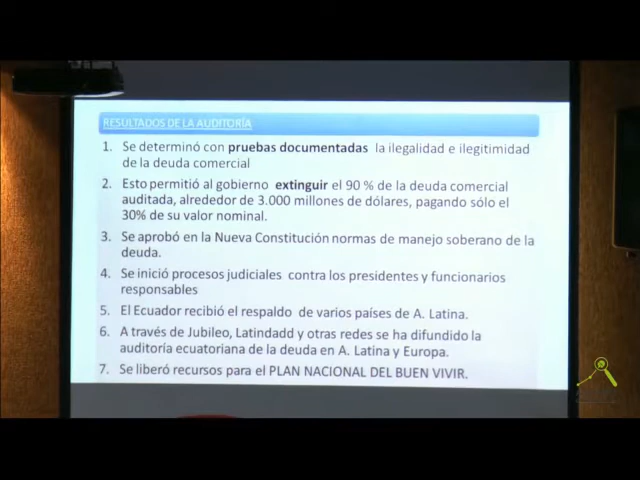 RESULTADOS DE LA AUDITORÍA
1. Se determinó con pruebas documentadas la ilegalidad e ilegitimidad
de la deuda comercial
2. Esto permitió al gobierno extinguir el 90 % de la deuda comercial
auditada, alrededor de 3.000 millones de dólares, pagando sólo el
30% de su valor nominal.
3. Se aprobó en la Nueva Constitución normas de manejo soberano de la
deuda.
4. Se inició procesos judiciales contra los presidentes y funcionarios
responsables
5. El Ecuador recibió el respaldo de varios países de A. Latina.
6. A través de Jubileo, Latindadd y otras redes se ha difundido la
auditoría ecuatoriana de la deuda en A. Latina y Europa.
7. Se liberó recursos para el PLAN NACIONAL DEL BUEN VIVIR.